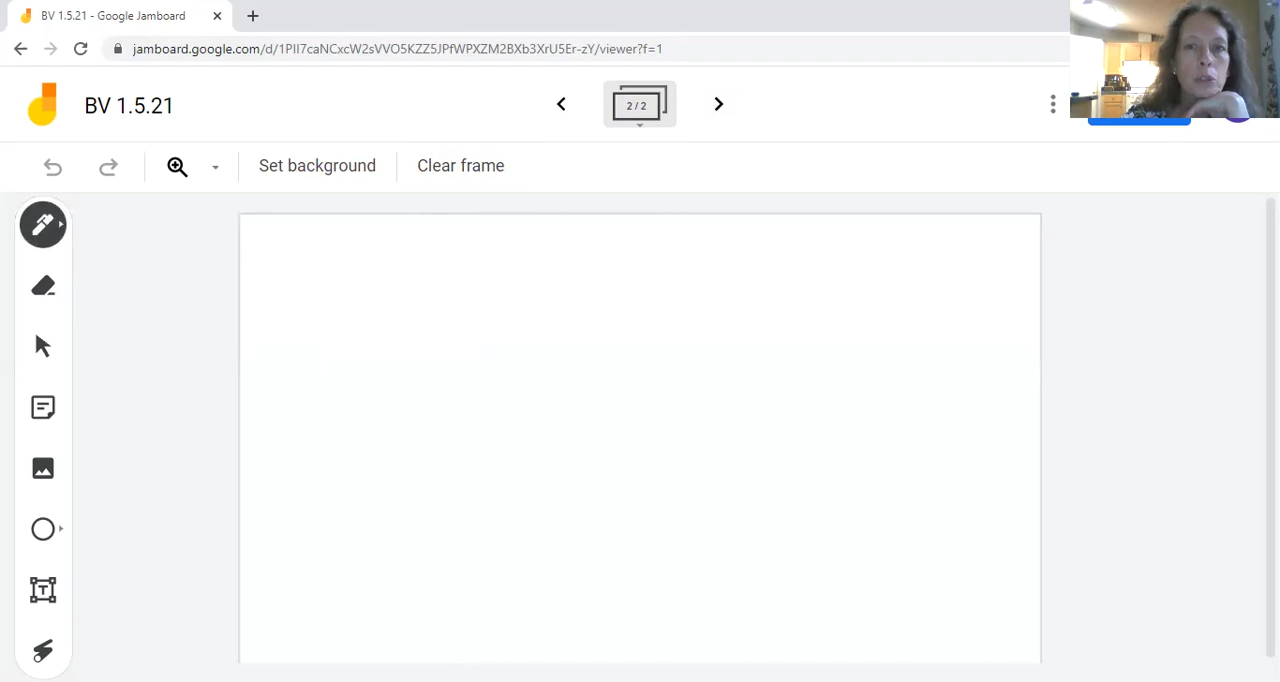 BV 1.5.21 - Google Jamboard
jamboard.google.com/d/1PlI7caNCxcW2sVVO5KZZ5JPfWPXZM2BXb3XrU5Er-zY/viewer?f=1
BV 1.5.21
2 / 2
Set background
Clear frame
T